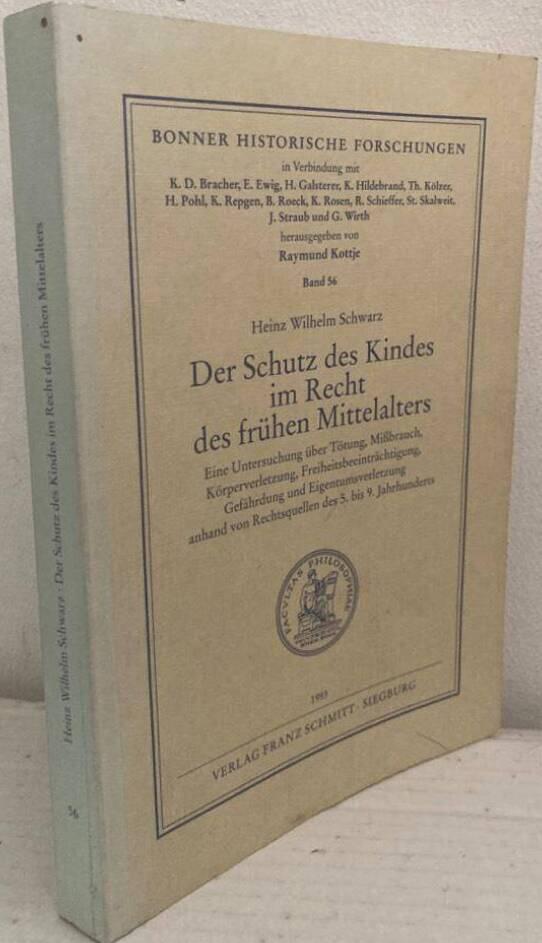 BONNER HISTORISCHE FORSCHUNGEN
in Verbindung mit
K. D. Bracher, E. Ewig, H. Galsterer, K. Hildebrand, Th. Kölzer,
H. Pohl, K. Repgen, B. Roeck, K. Rosen, R. Schieffer, St. Skalweit,
J. Straub und G. Wirth
herausgegeben von
Raymund Kottje
Band 56
Heinz Wilhelm Schwarz
Der Schutz des Kindes
im Recht
des frühen Mittelalters
Eine Untersuchung über Tötung, Mißbrauch,
Körperverletzung, Freiheitsbeeinträchtigung,
Gefährdung und Eigentumsverletzung
anhand von Rechtsquellen des 5. bis 9. Jahrhunderts
FACVLTAS PHILOSOPHIAE
1993
VERLAG FRANZ SCHMITT · SIEGBURG
Heinz Wilhelm Schwarz · Der Schutz des Kindes im Recht des frühen Mittelalters
56